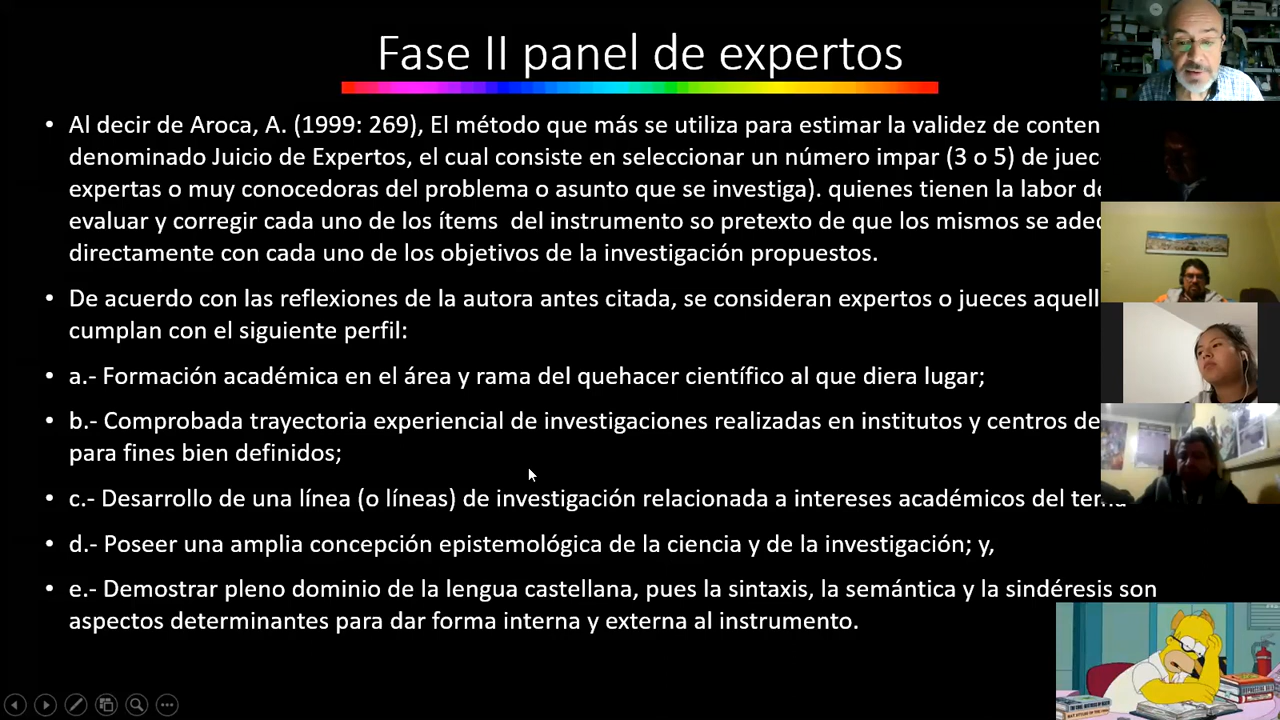 Fase II panel de expertos
• Al decir de Aroca, A. (1999: 269), El método que más se utiliza para estimar la validez de conten
denominado Juicio de Expertos, el cual consiste en seleccionar un número impar (3 o 5) de juec
expertas o muy conocedoras del problema o asunto que se investiga). quienes tienen la labor de
evaluar y corregir cada uno de los ítems del instrumento so pretexto de que los mismos se adec
directamente con cada uno de los objetivos de la investigación propuestos.
• De acuerdo con las reflexiones de la autora antes citada, se consideran expertos o jueces aquell
cumplan con el siguiente perfil:
• a.- Formación académica en el área y rama del quehacer científico al que diera lugar;
• b.- Comprobada trayectoria experiencial de investigaciones realizadas en institutos y centros de
para fines bien definidos;
• c.- Desarrollo de una línea (o líneas) de investigación relacionada a intereses académicos del tema
• d.- Poseer una amplia concepción epistemológica de la ciencia y de la investigación; y,
• e.- Demostrar pleno dominio de la lengua castellana, pues la sintaxis, la semántica y la sindéresis son
aspectos determinantes para dar forma interna y externa al instrumento.